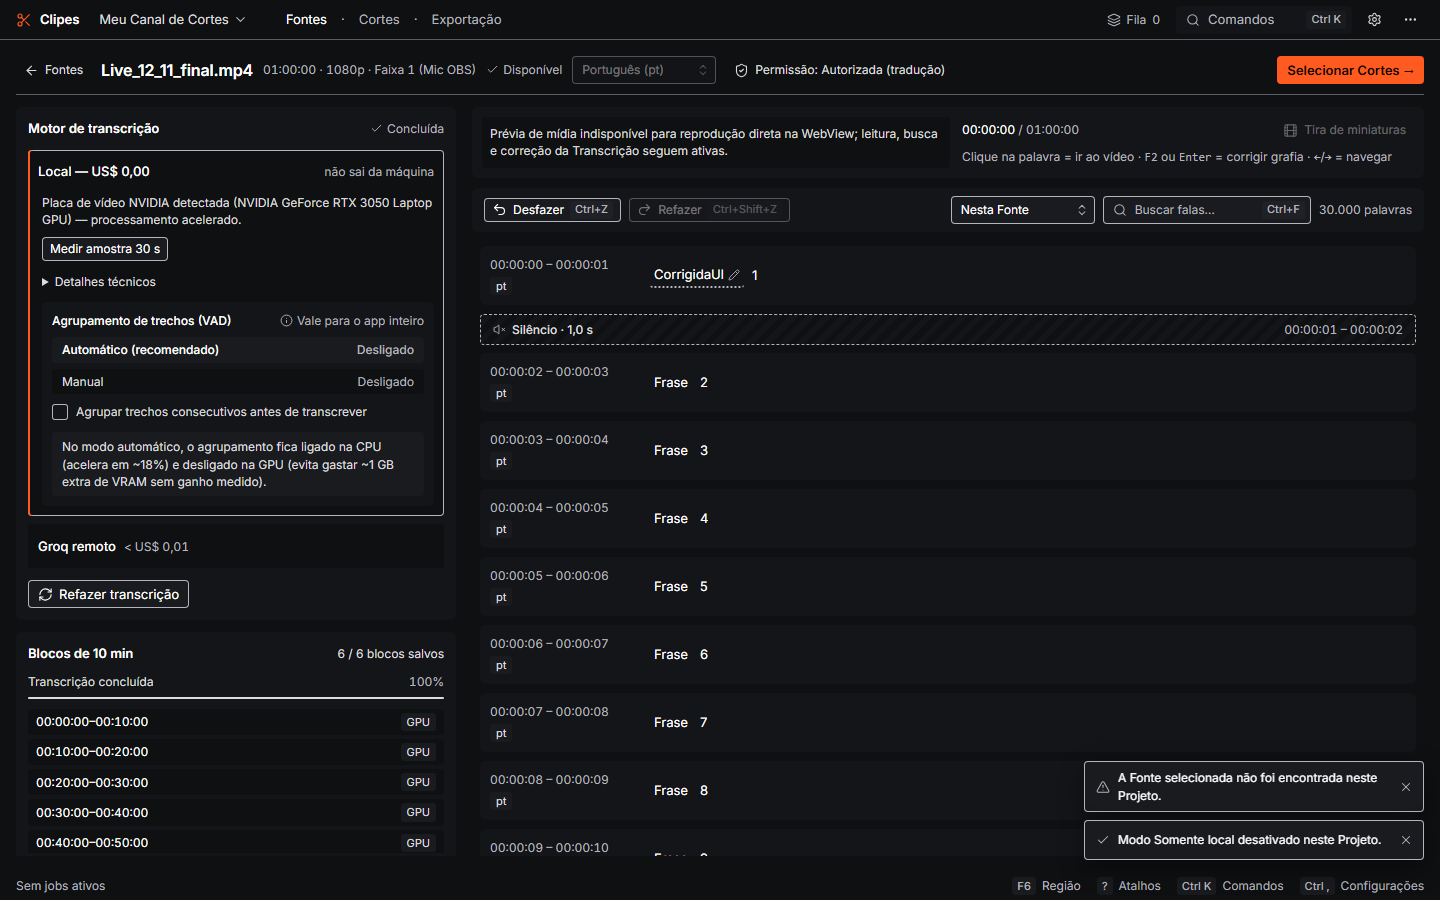 Clipes
Meu Canal de Cortes
Fontes · Cortes · Exportação
Fila 0
Comandos Ctrl K
← Fontes
Live_12_11_final.mp4
01:00:00 · 1080p · Faixa 1 (Mic OBS)
Disponível
Português (pt)
Permissão: Autorizada (tradução)
Selecionar Cortes →
Motor de transcrição
Concluída
Local — US$ 0,00
não sai da máquina
Placa de vídeo NVIDIA detectada (NVIDIA GeForce RTX 3050 Laptop
GPU) — processamento acelerado.
Medir amostra 30 s
Detalhes técnicos
Agrupamento de trechos (VAD)
Vale para o app inteiro
Automático (recomendado)
Desligado
Manual
Desligado
Agrupar trechos consecutivos antes de transcrever
No modo automático, o agrupamento fica ligado na CPU
(acelera em ~18%) e desligado na GPU (evita gastar ~1 GB
extra de VRAM sem ganho medido).
Groq remoto < US$ 0,01
Refazer transcrição
Blocos de 10 min
6 / 6 blocos salvos
Transcrição concluída
100%
00:00:00–00:10:00 GPU
00:10:00–00:20:00 GPU
00:20:00–00:30:00 GPU
00:30:00–00:40:00 GPU
00:40:00–00:50:00 GPU
Prévia de mídia indisponível para reprodução direta na WebView; leitura, busca
e correção da Transcrição seguem ativas.
00:00:00 / 01:00:00
Tira de miniaturas
Clique na palavra = ir ao vídeo · F2 ou Enter = corrigir grafia · ←/→ = navegar
Desfazer Ctrl+Z
Refazer Ctrl+Shift+Z
Nesta Fonte
Buscar falas... Ctrl+F
30.000 palavras
00:00:00 – 00:00:01
pt
CorrigidaUI 1
Silêncio · 1,0 s
00:00:01 – 00:00:02
00:00:02 – 00:00:03
pt
Frase 2
00:00:03 – 00:00:04
pt
Frase 3
00:00:04 – 00:00:05
pt
Frase 4
00:00:05 – 00:00:06
pt
Frase 5
00:00:06 – 00:00:07
pt
Frase 6
00:00:07 – 00:00:08
pt
Frase 7
00:00:08 – 00:00:09
pt
Frase 8
00:00:09 – 00:00:10
A Fonte selecionada não foi encontrada neste
Projeto.
Modo Somente local desativado neste Projeto.
Sem jobs ativos
F6 Região
? Atalhos
Ctrl K Comandos
Ctrl , Configurações